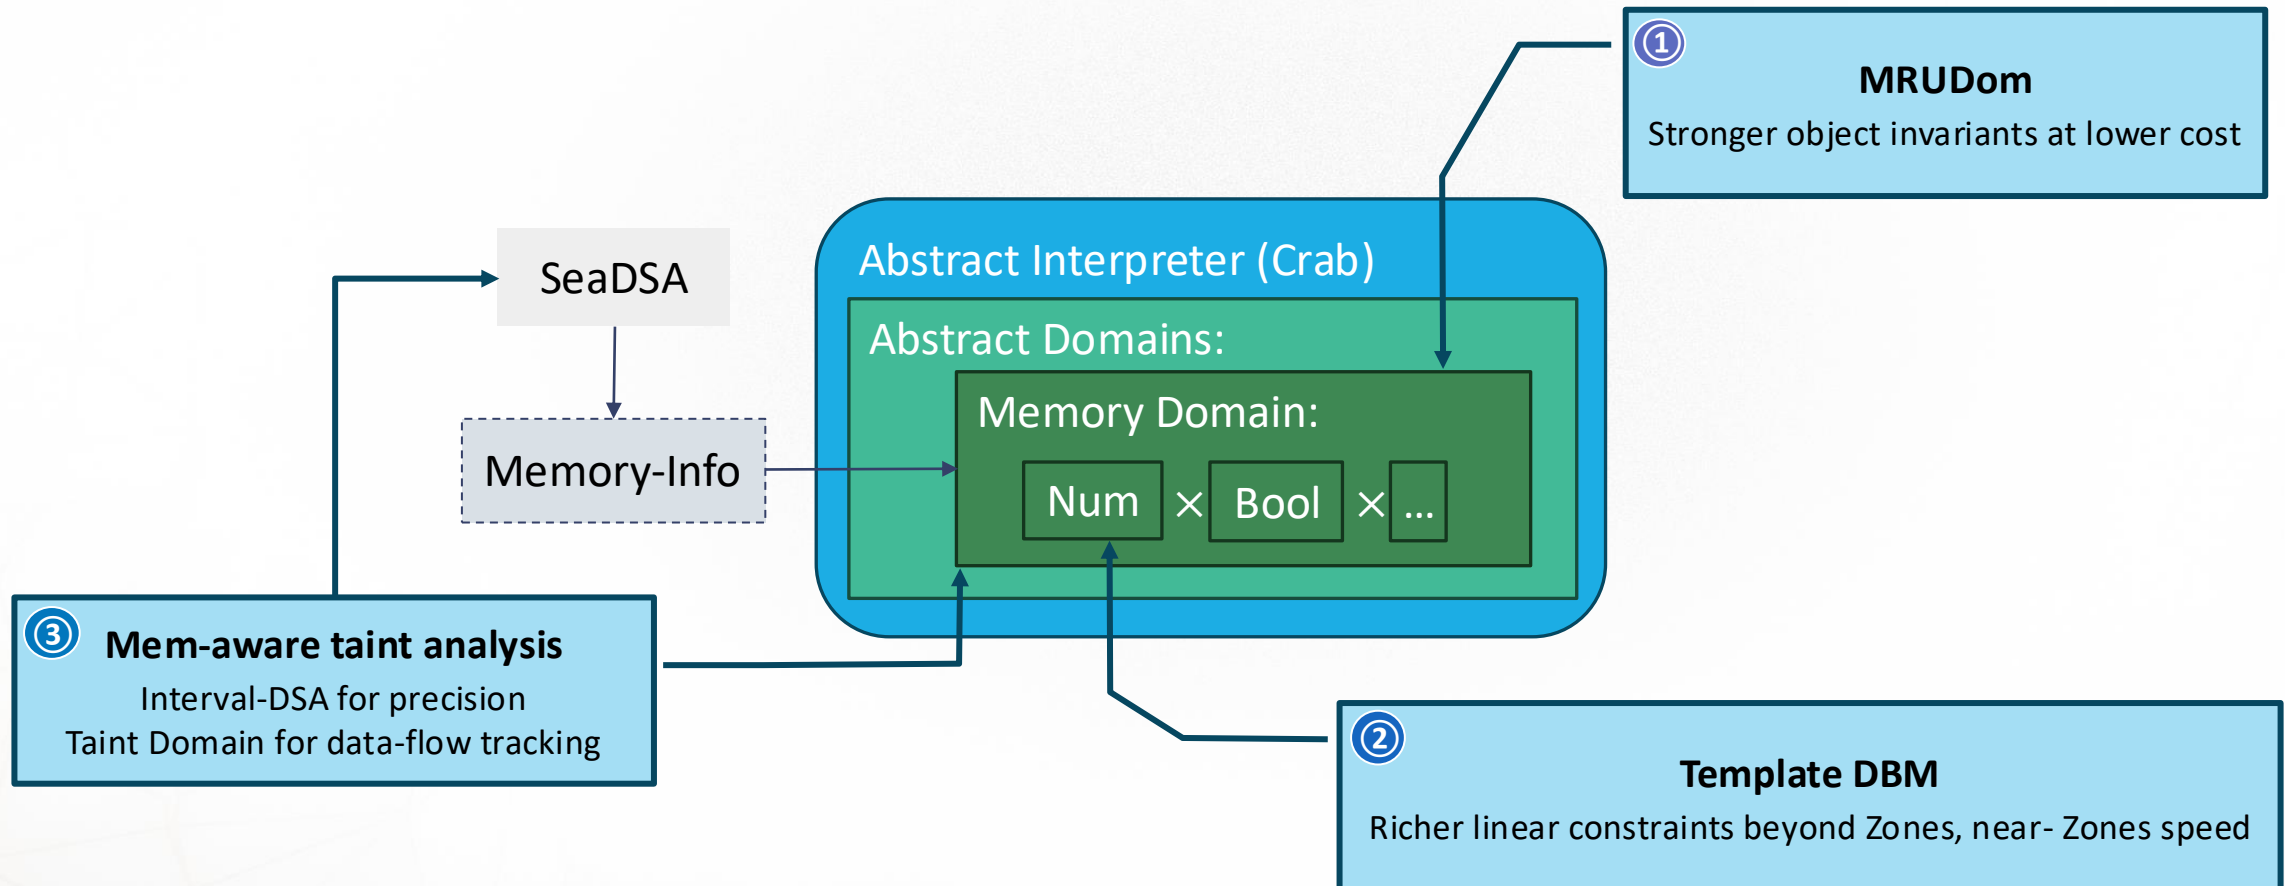 ①
MRUDom
Stronger object invariants at lower cost
SeaDSA
Memory-Info
Abstract Interpreter (Crab)
Abstract Domains:
Memory Domain:
Num × Bool × ...
③
Mem-aware taint analysis
Interval-DSA for precision
Taint Domain for data-flow tracking
②
Template DBM
Richer linear constraints beyond Zones, near- Zones speed